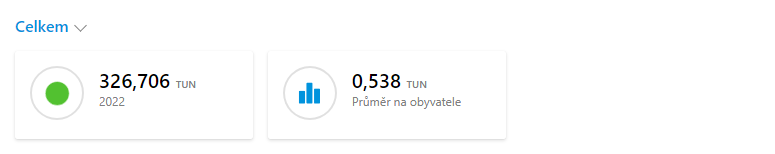 Celkem
326,706 TUN
2022
0,538 TUN
Průměr na obyvatele